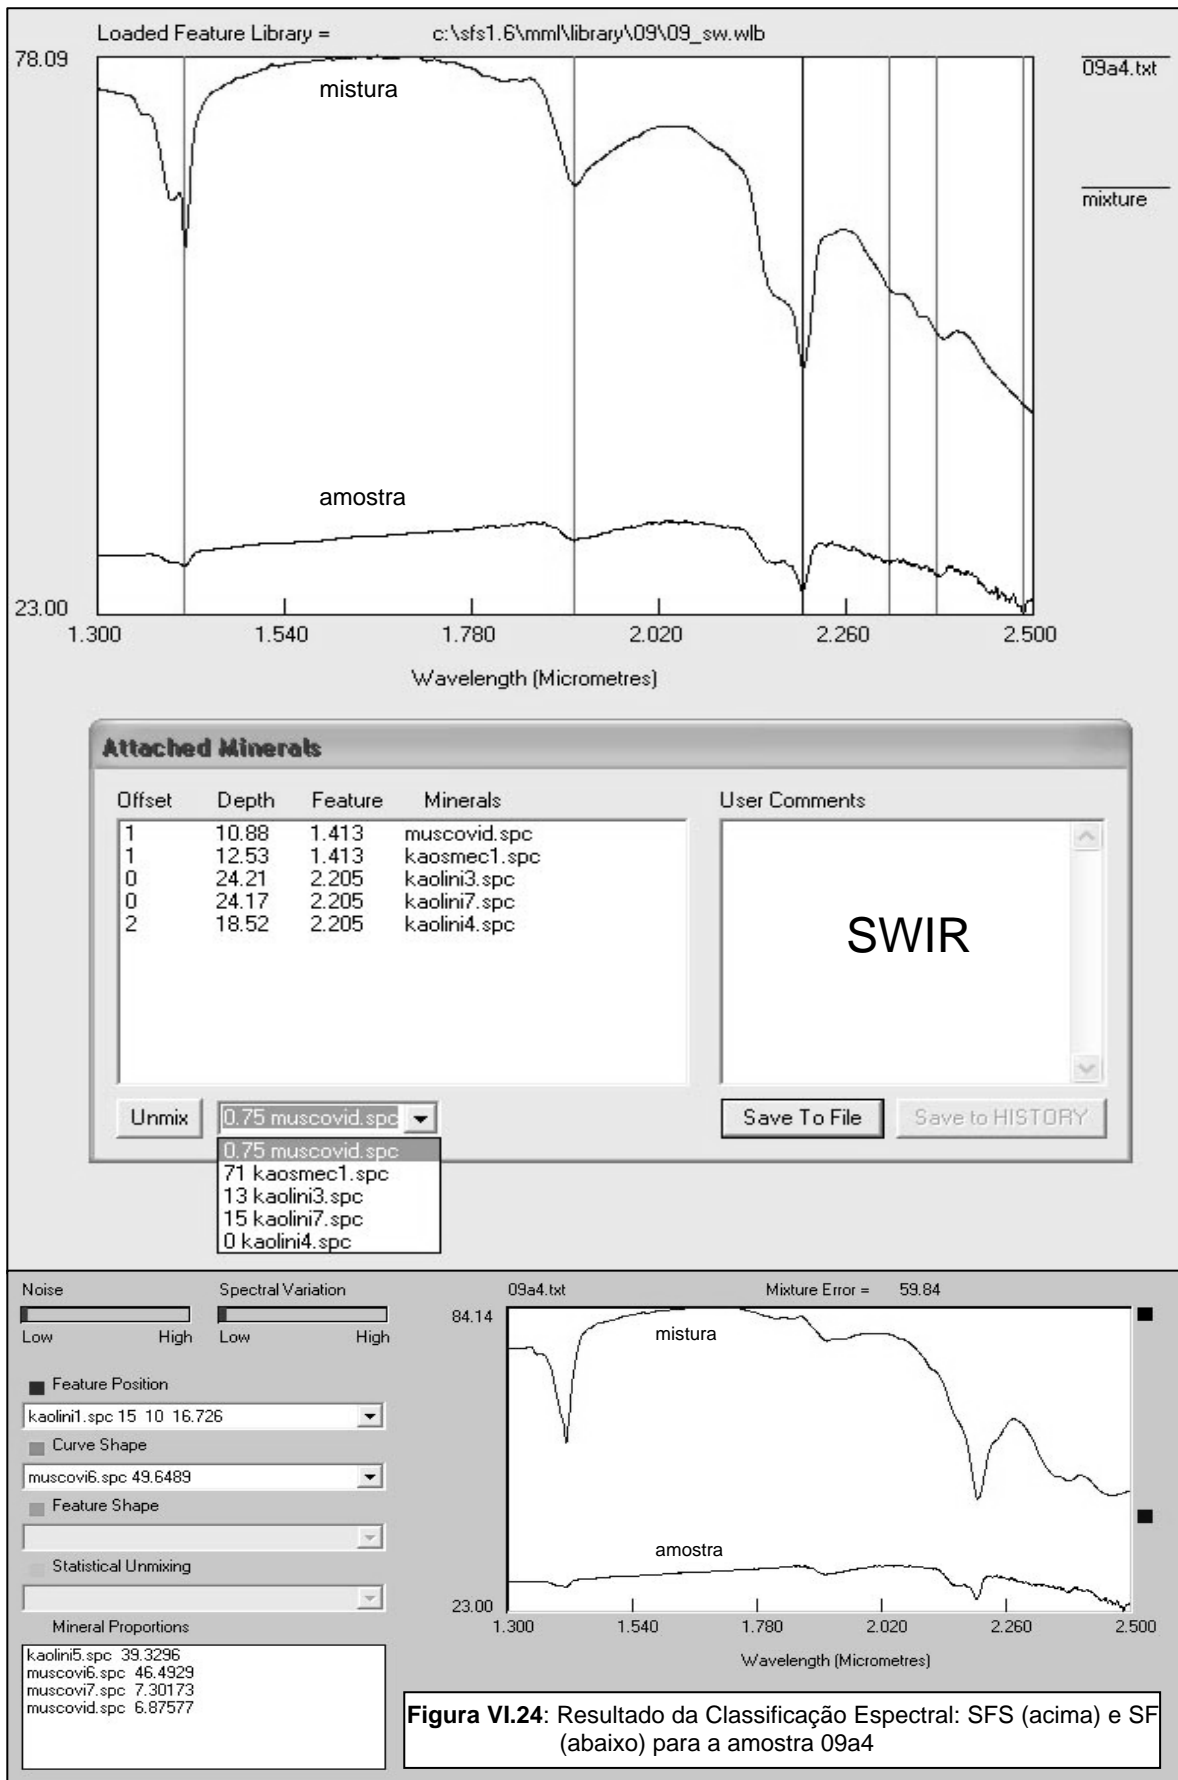 Loaded Feature Library = c:\sfs1.6\mml\library\09\09_sw.wlb
78.09
mistura
09a4.txt
mixture
amostra
23.00
1.300 1.540 1.780 2.020 2.260 2.500
Wavelength (Micrometres)
Attached Minerals
Offset Depth Feature Minerals
1 10.88 1.413 muscovid.spc
1 12.53 1.413 kaosmec1.spc
0 24.21 2.205 kaolini3.spc
0 24.17 2.205 kaolini7.spc
2 18.52 2.205 kaolini4.spc
User Comments
SWIR
Unmix
0.75 muscovid.spc
0.75 muscovid.spc
71 kaosmec1.spc
13 kaolini3.spc
15 kaolini7.spc
0 kaolini4.spc
Save To File
Save to HISTORY
Noise
Low High
Spectral Variation
Low High
Feature Position
kaolini1.spc 15 10 16.726
Curve Shape
muscovi6.spc 49.6489
Feature Shape
Statistical Unmixing
Mineral Proportions
kaolini5.spc 39.3296
muscovi6.spc 46.4929
muscovi7.spc 7.30173
muscovid.spc 6.87577
09a4.txt Mixture Error = 59.84
84.14
mistura
amostra
23.00
1.300 1.540 1.780 2.020 2.260 2.500
Wavelength (Micrometres)
Figura VI.24: Resultado da Classificação Espectral: SFS (acima) e SF
(abaixo) para a amostra 09a4